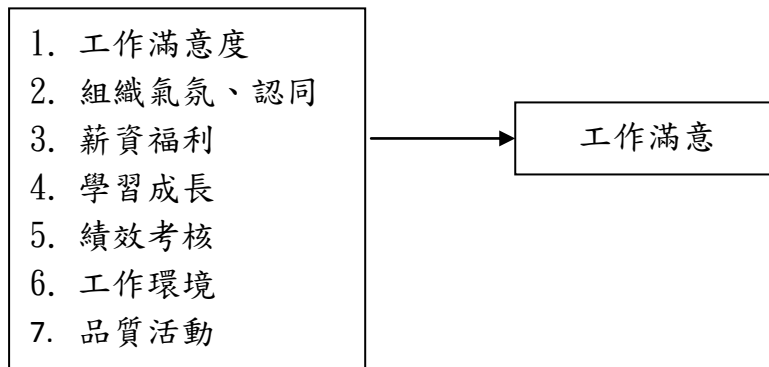 1. 工作滿意度
2. 組織氣氛、認同
3. 薪資福利
4. 學習成長
5. 績效考核
6. 工作環境
7. 品質活動
工作滿意